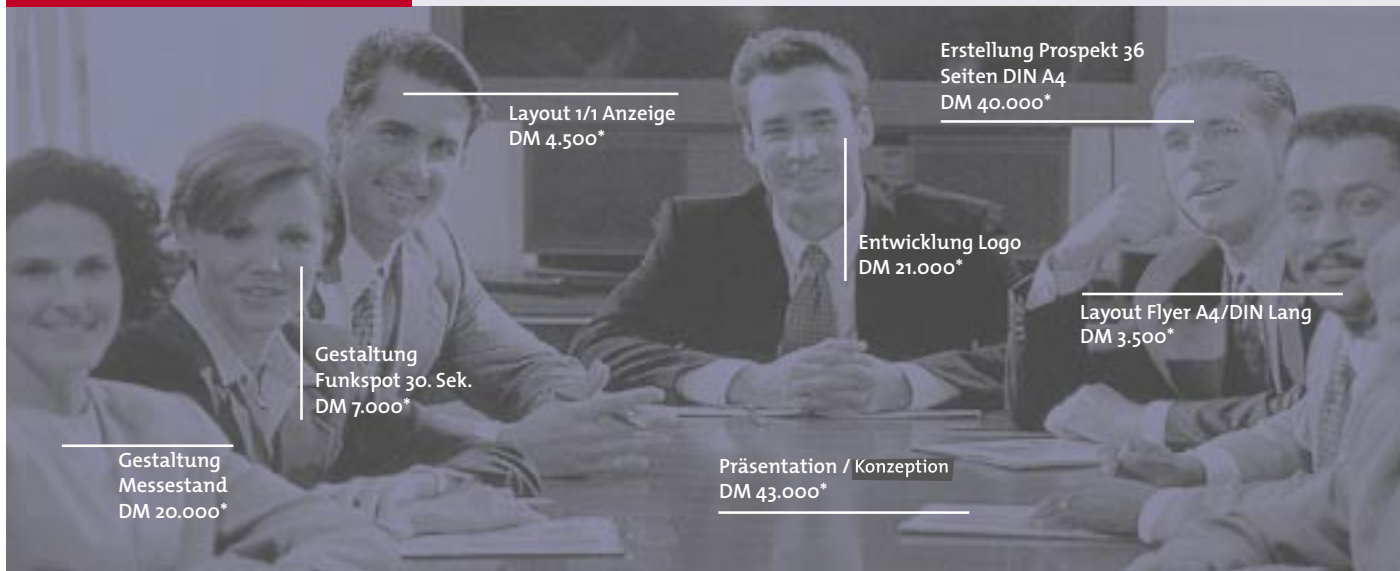 Erstellung Prospekt 36
Seiten DIN A4
DM 40.000*
Layout 1/1 Anzeige
DM 4.500*
Entwicklung Logo
DM 21.000*
Layout Flyer A4/DIN Lang
DM 3.500*
Gestaltung
Funkspot 30. Sek.
DM 7.000*
Gestaltung
Messestand
DM 20.000*
Präsentation / Konzeption
DM 43.000*